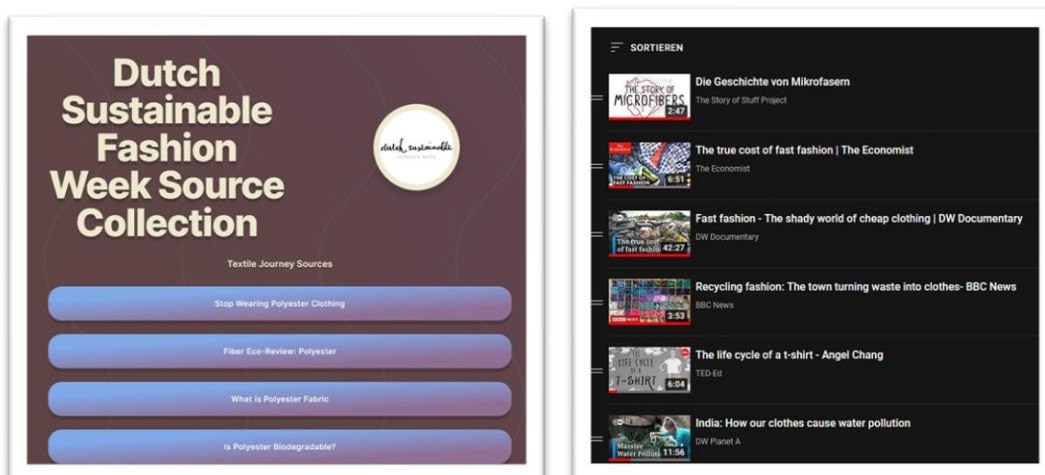 Dutch
Sustainable
Fashion
Week Source
Collection
dutch sustainable
FASHION WEEK
Textile Journey Sources
Stop Wearing Polyester Clothing
Fiber Eco-Review: Polyester
What is Polyester Fabric
Is Polyester Biodegradable?
SORTIEREN
THE STORY OF
MICROFIBERS
2:47
Die Geschichte von Mikrofasern
The Story of Stuff Project
The Economist
THE COST OF
FAST FASHION
6:51
The true cost of fast fashion | The Economist
The Economist
The true cost
of fast fashion
42:27
Fast fashion - The shady world of cheap clothing | DW Documentary
DW Documentary
BBC NEWS
3:53
Recycling fashion: The town turning waste into clothes- BBC News
BBC News
THE
LIFE CYCLE
OF A
T-SHIRT
6:04
The life cycle of a t-shirt - Angel Chang
TED-Ed
Massive
Water Pollution
11:56
India: How our clothes cause water pollution
DW Planet A